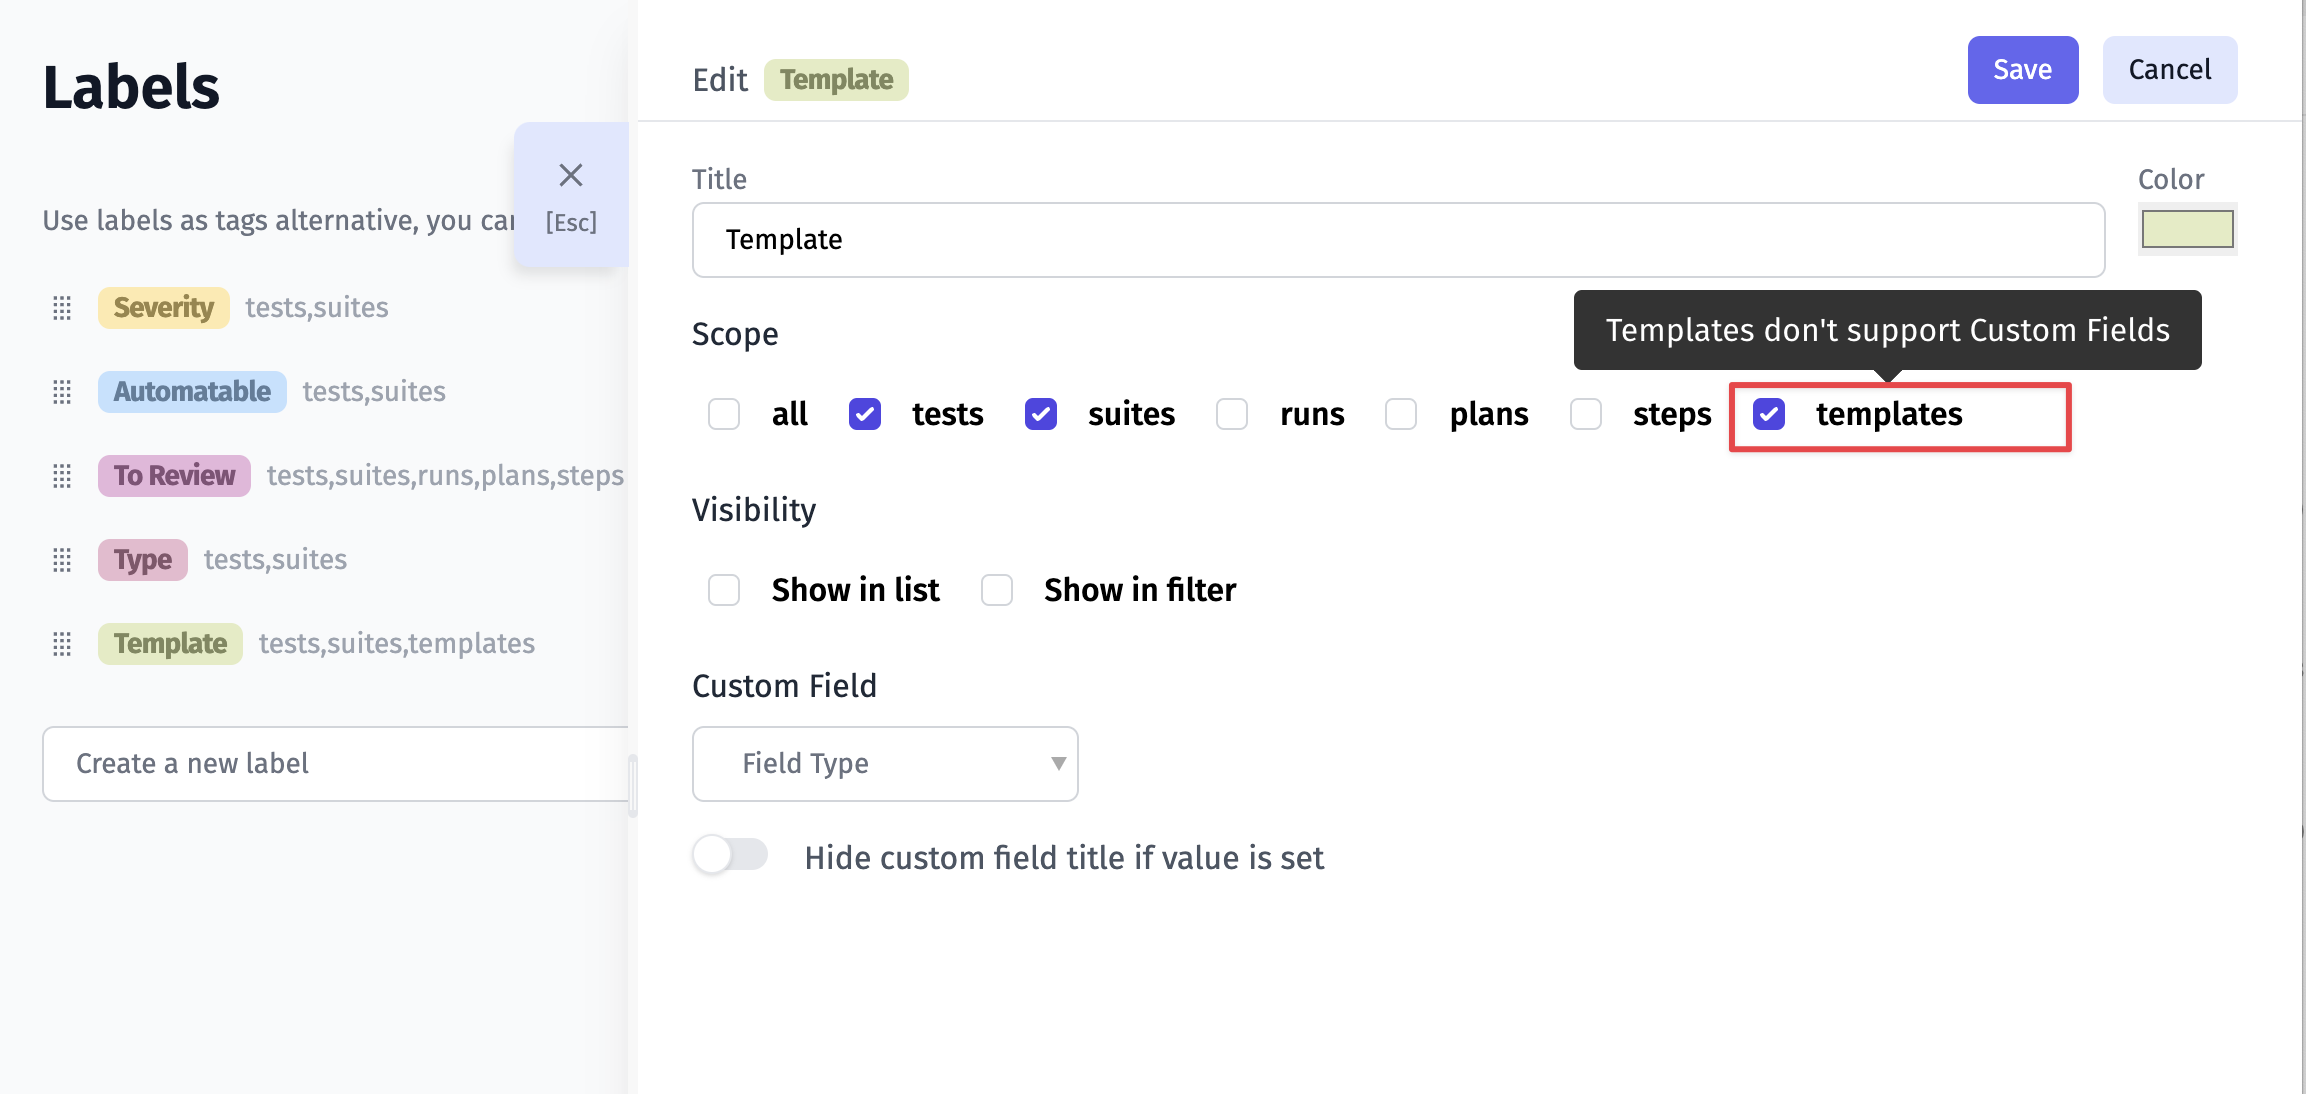 Labels
Use labels as tags alternative, you can
[Esc]
Severity tests,suites
Automatable tests,suites
To Review tests,suites,runs,plans,steps
Type tests,suites
Template tests,suites,templates
Create a new label
Edit Template
Save Cancel
Title
Color
Template
Templates don't support Custom Fields
Scope
all tests suites runs plans steps templates
Visibility
Show in list Show in filter
Custom Field
Field Type
Hide custom field title if value is set